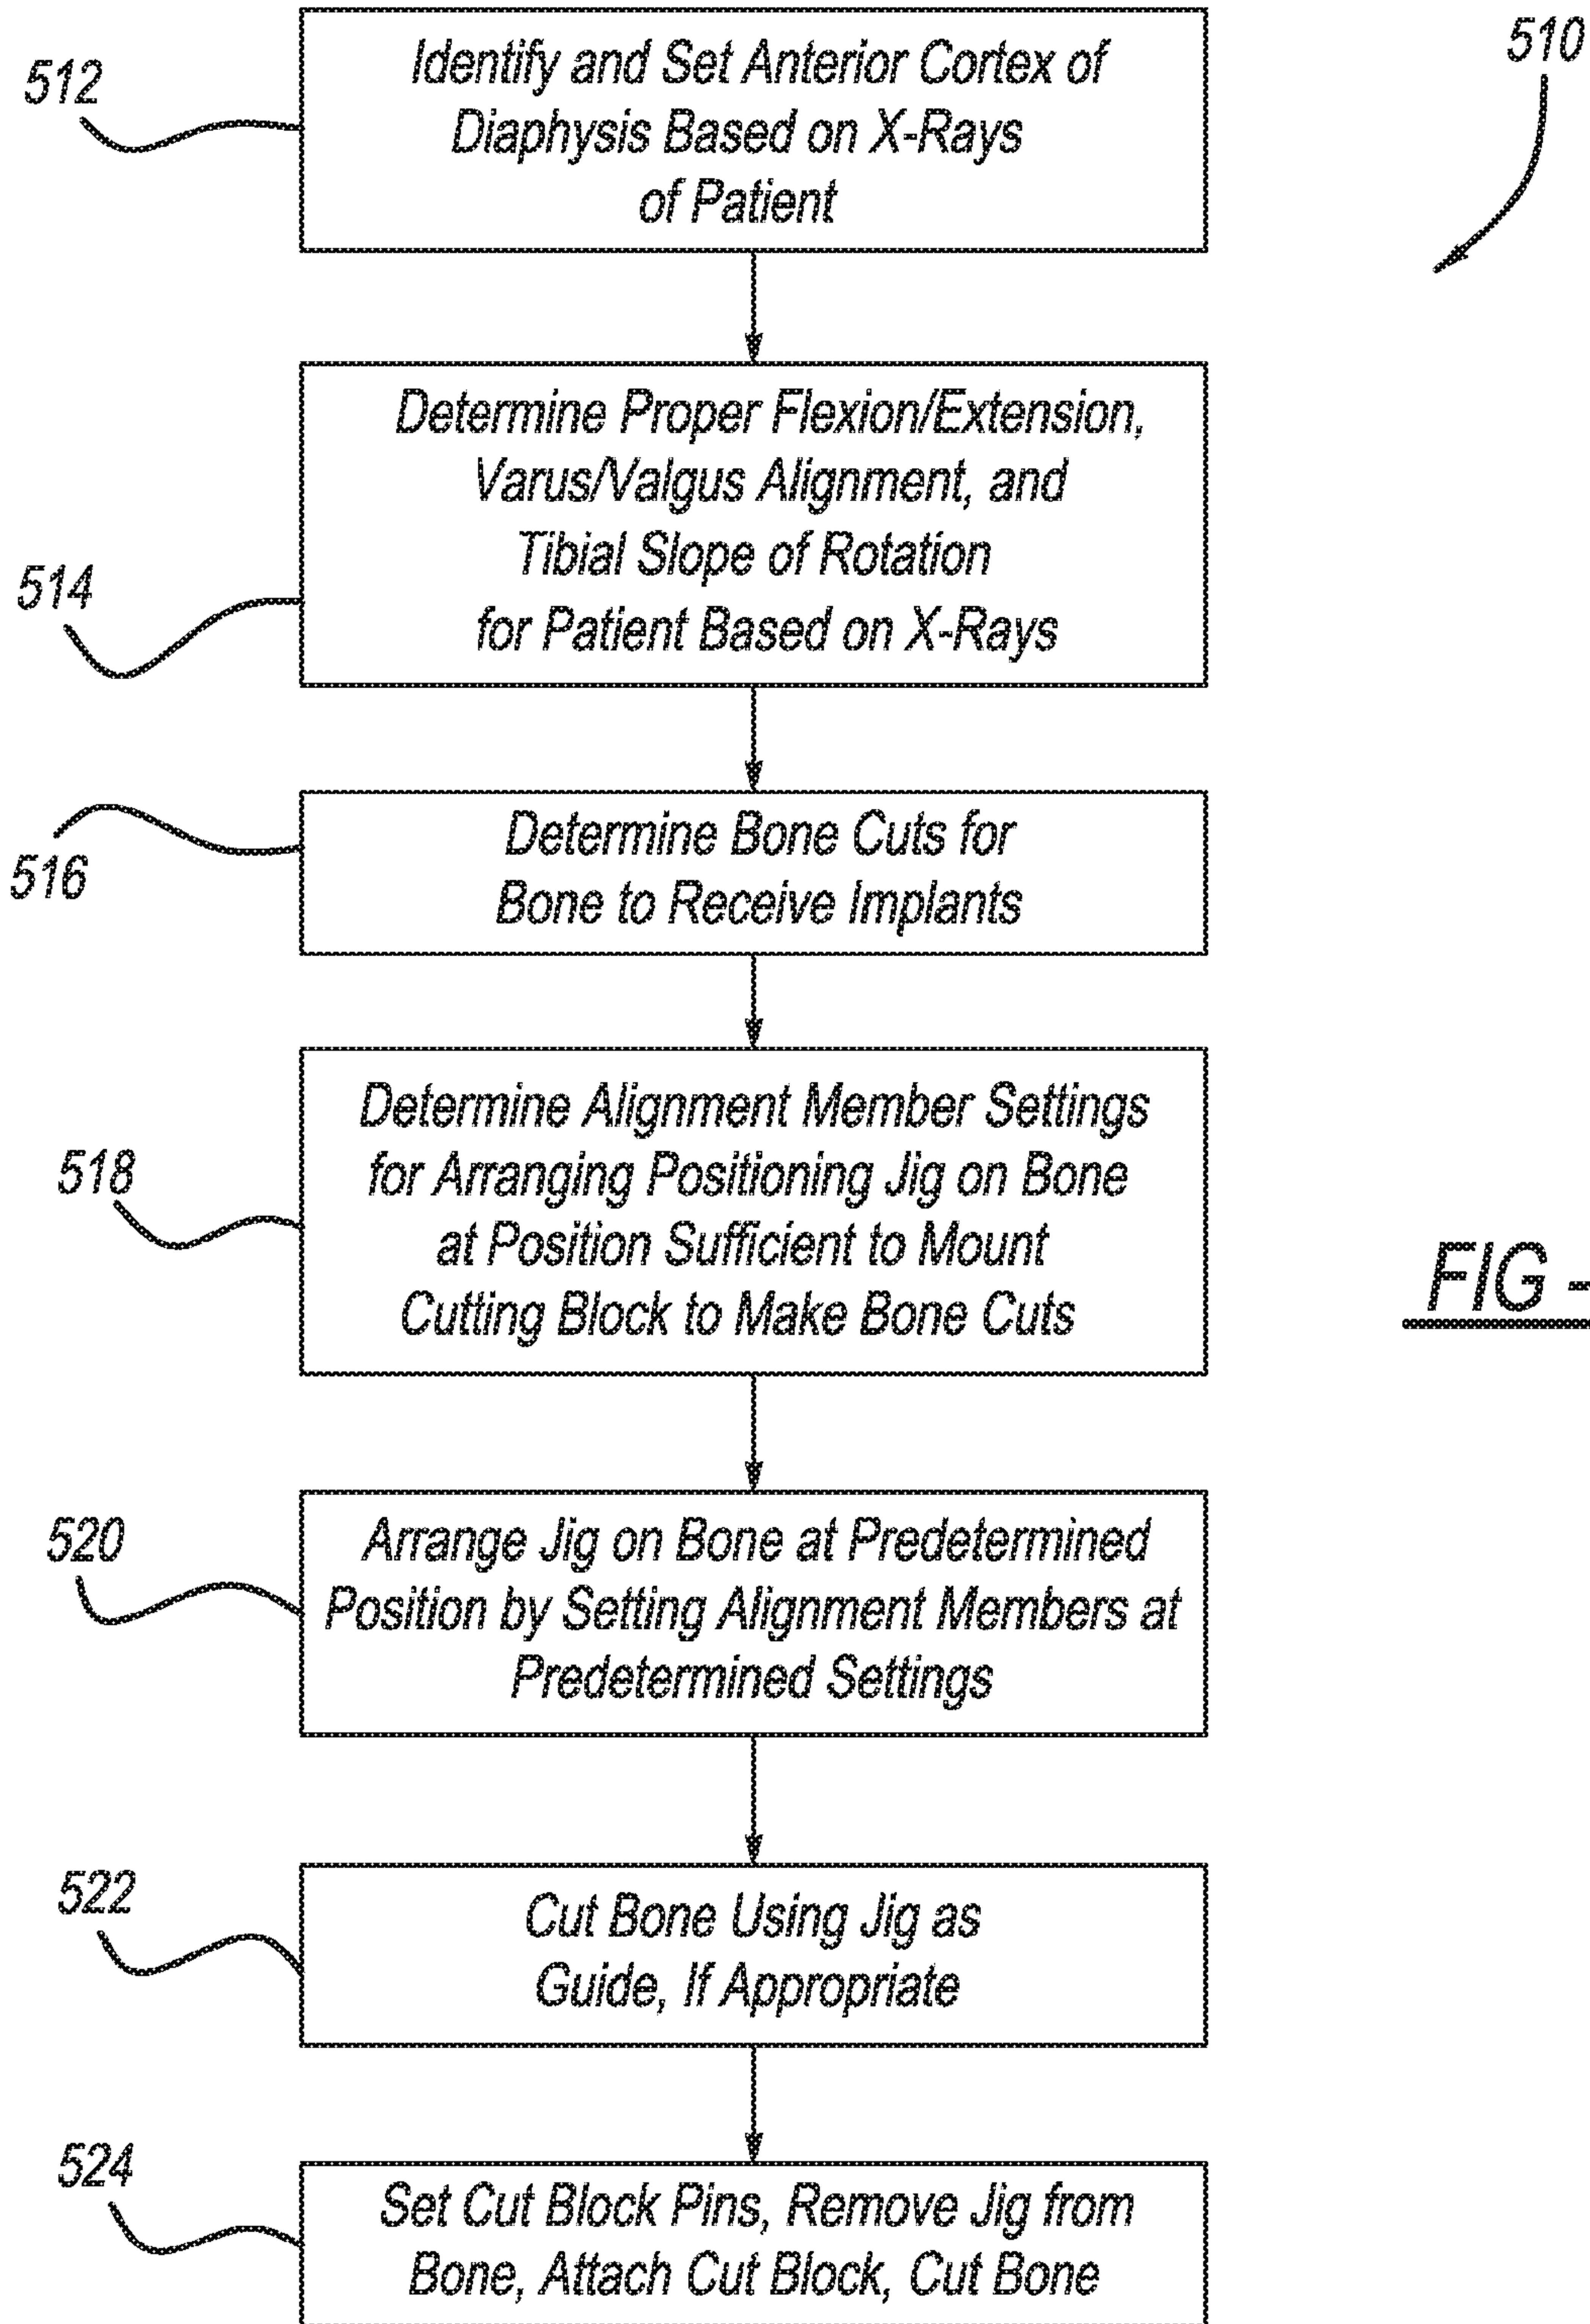 510
512
Identify and Set Anterior Cortex of
Diaphysis Based on X-Rays
of Patient
514
Determine Proper Flexion/Extension,
Varus/Valgus Alignment, and
Tibial Slope of Rotation
for Patient Based on X-Rays
516
Determine Bone Cuts for
Bone to Receive Implants
518
Determine Alignment Member Settings
for Arranging Positioning Jig on Bone
at Position Sufficient to Mount
Cutting Block to Make Bone Cuts
FIG -
520
Arrange Jig on Bone at Predetermined
Position by Setting Alignment Members at
Predetermined Settings
522
Cut Bone Using Jig as
Guide, If Appropriate
524
Set Cut Block Pins, Remove Jig from
Bone, Attach Cut Block, Cut Bone